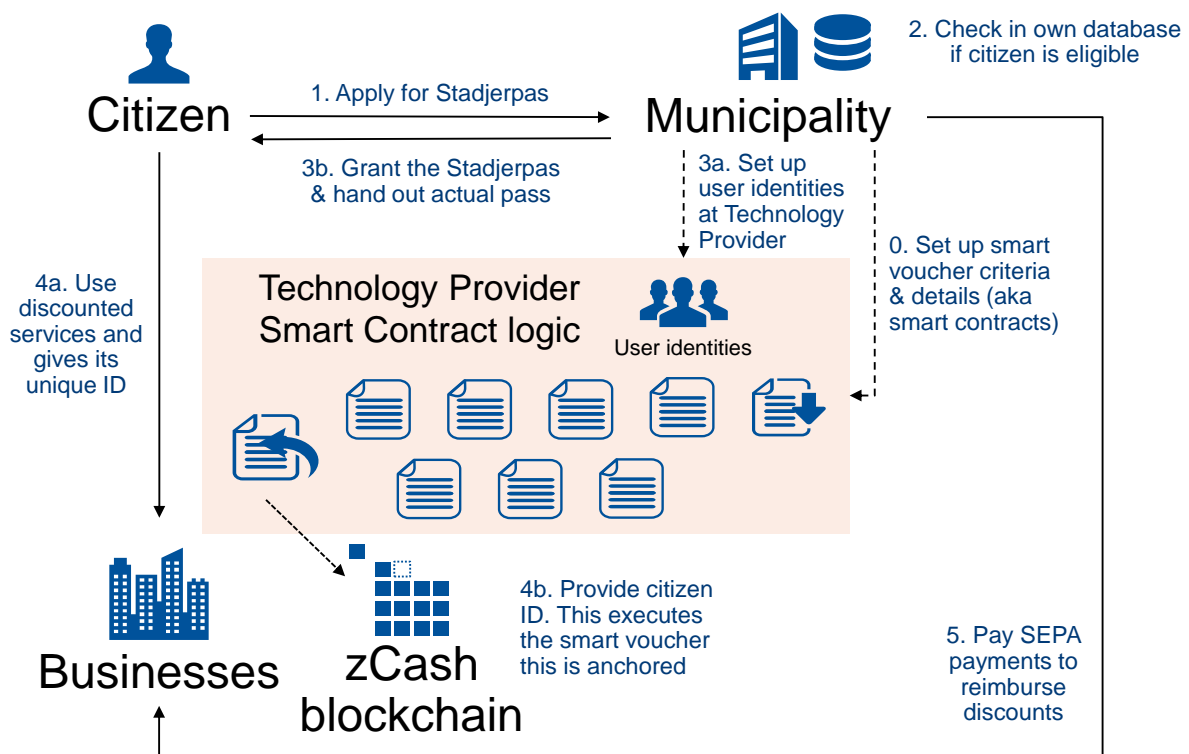 2. Check in own database
if citizen is eligible
Citizen
1. Apply for Stadjerpas
Municipality
3b. Grant the Stadjerpas
& hand out actual pass
3a. Set up
user identities
at Technology
Provider
0. Set up smart
voucher criteria
& details (aka
smart contracts)
4a. Use
discounted
services and
gives its
unique ID
Technology Provider
Smart Contract logic
User identities
4b. Provide citizen
ID. This executes
the smart voucher
this is anchored
Businesses
zCash
blockchain
5. Pay SEPA
payments to
reimburse
discounts